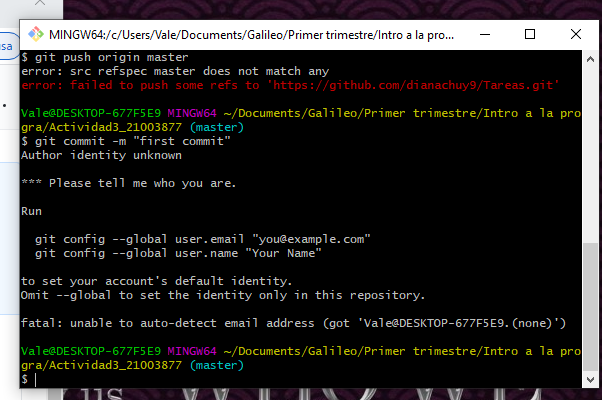 MINGW64:/c/Users/Vale/Documents/Galileo/Primer trimestre/Intro a la pro...
$ git push origin master
error: src refspec master does not match any
error: failed to push some refs to 'https://github.com/dianachuy9/Tareas.git'
Vale@DESKTOP-677F5E9 MINGW64 ~/Documents/Galileo/Primer trimestre/Intro a la pro
gra/Actividad3_21003877 (master)
$ git commit -m "first commit"
Author identity unknown
*** Please tell me who you are.
Run
git config --global user.email "you@example.com"
git config --global user.name "Your Name"
to set your account's default identity.
Omit --global to set the identity only in this repository.
fatal: unable to auto-detect email address (got 'Vale@DESKTOP-677F5E9.(none)')
Vale@DESKTOP-677F5E9 MINGW64 ~/Documents/Galileo/Primer trimestre/Intro a la pro
gra/Actividad3_21003877 (master)
$